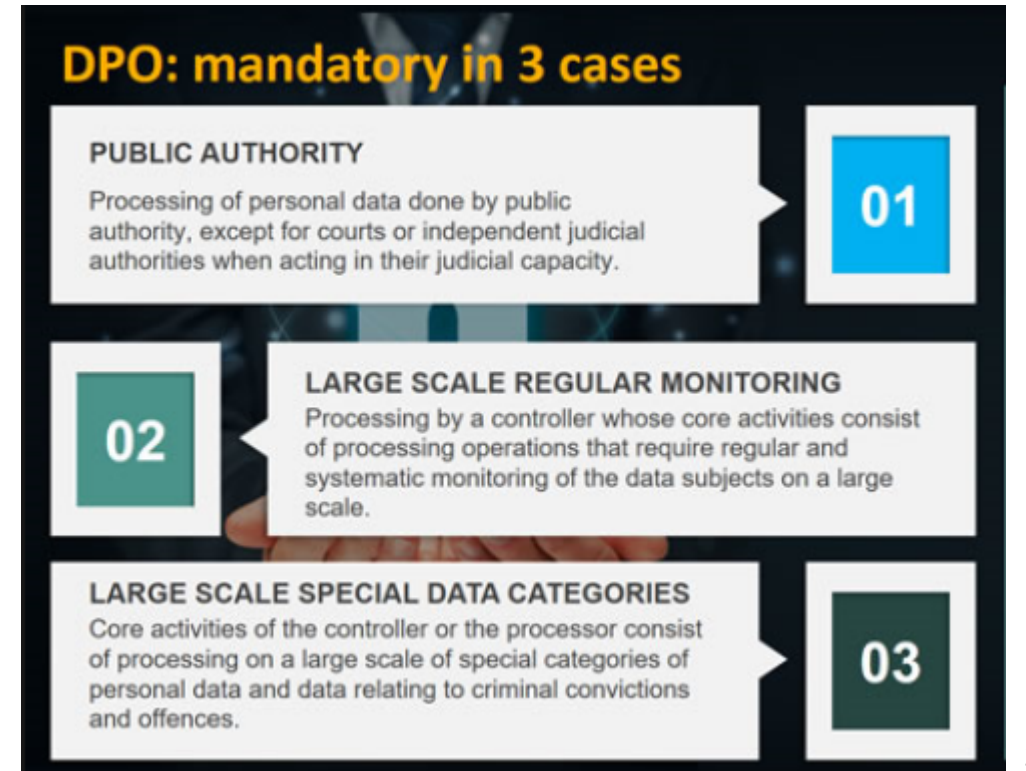 DPO: mandatory in 3 cases
PUBLIC AUTHORITY
Processing of personal data done by public
authority, except for courts or independent judicial
authorities when acting in their judicial capacity.
01
02
LARGE SCALE REGULAR MONITORING
Processing by a controller whose core activities consist
of processing operations that require regular and
systematic monitoring of the data subjects on a large
scale.
LARGE SCALE SPECIAL DATA CATEGORIES
Core activities of the controller or the processor consist
of processing on a large scale of special categories of
personal data and data relating to criminal convictions
and offences.
03